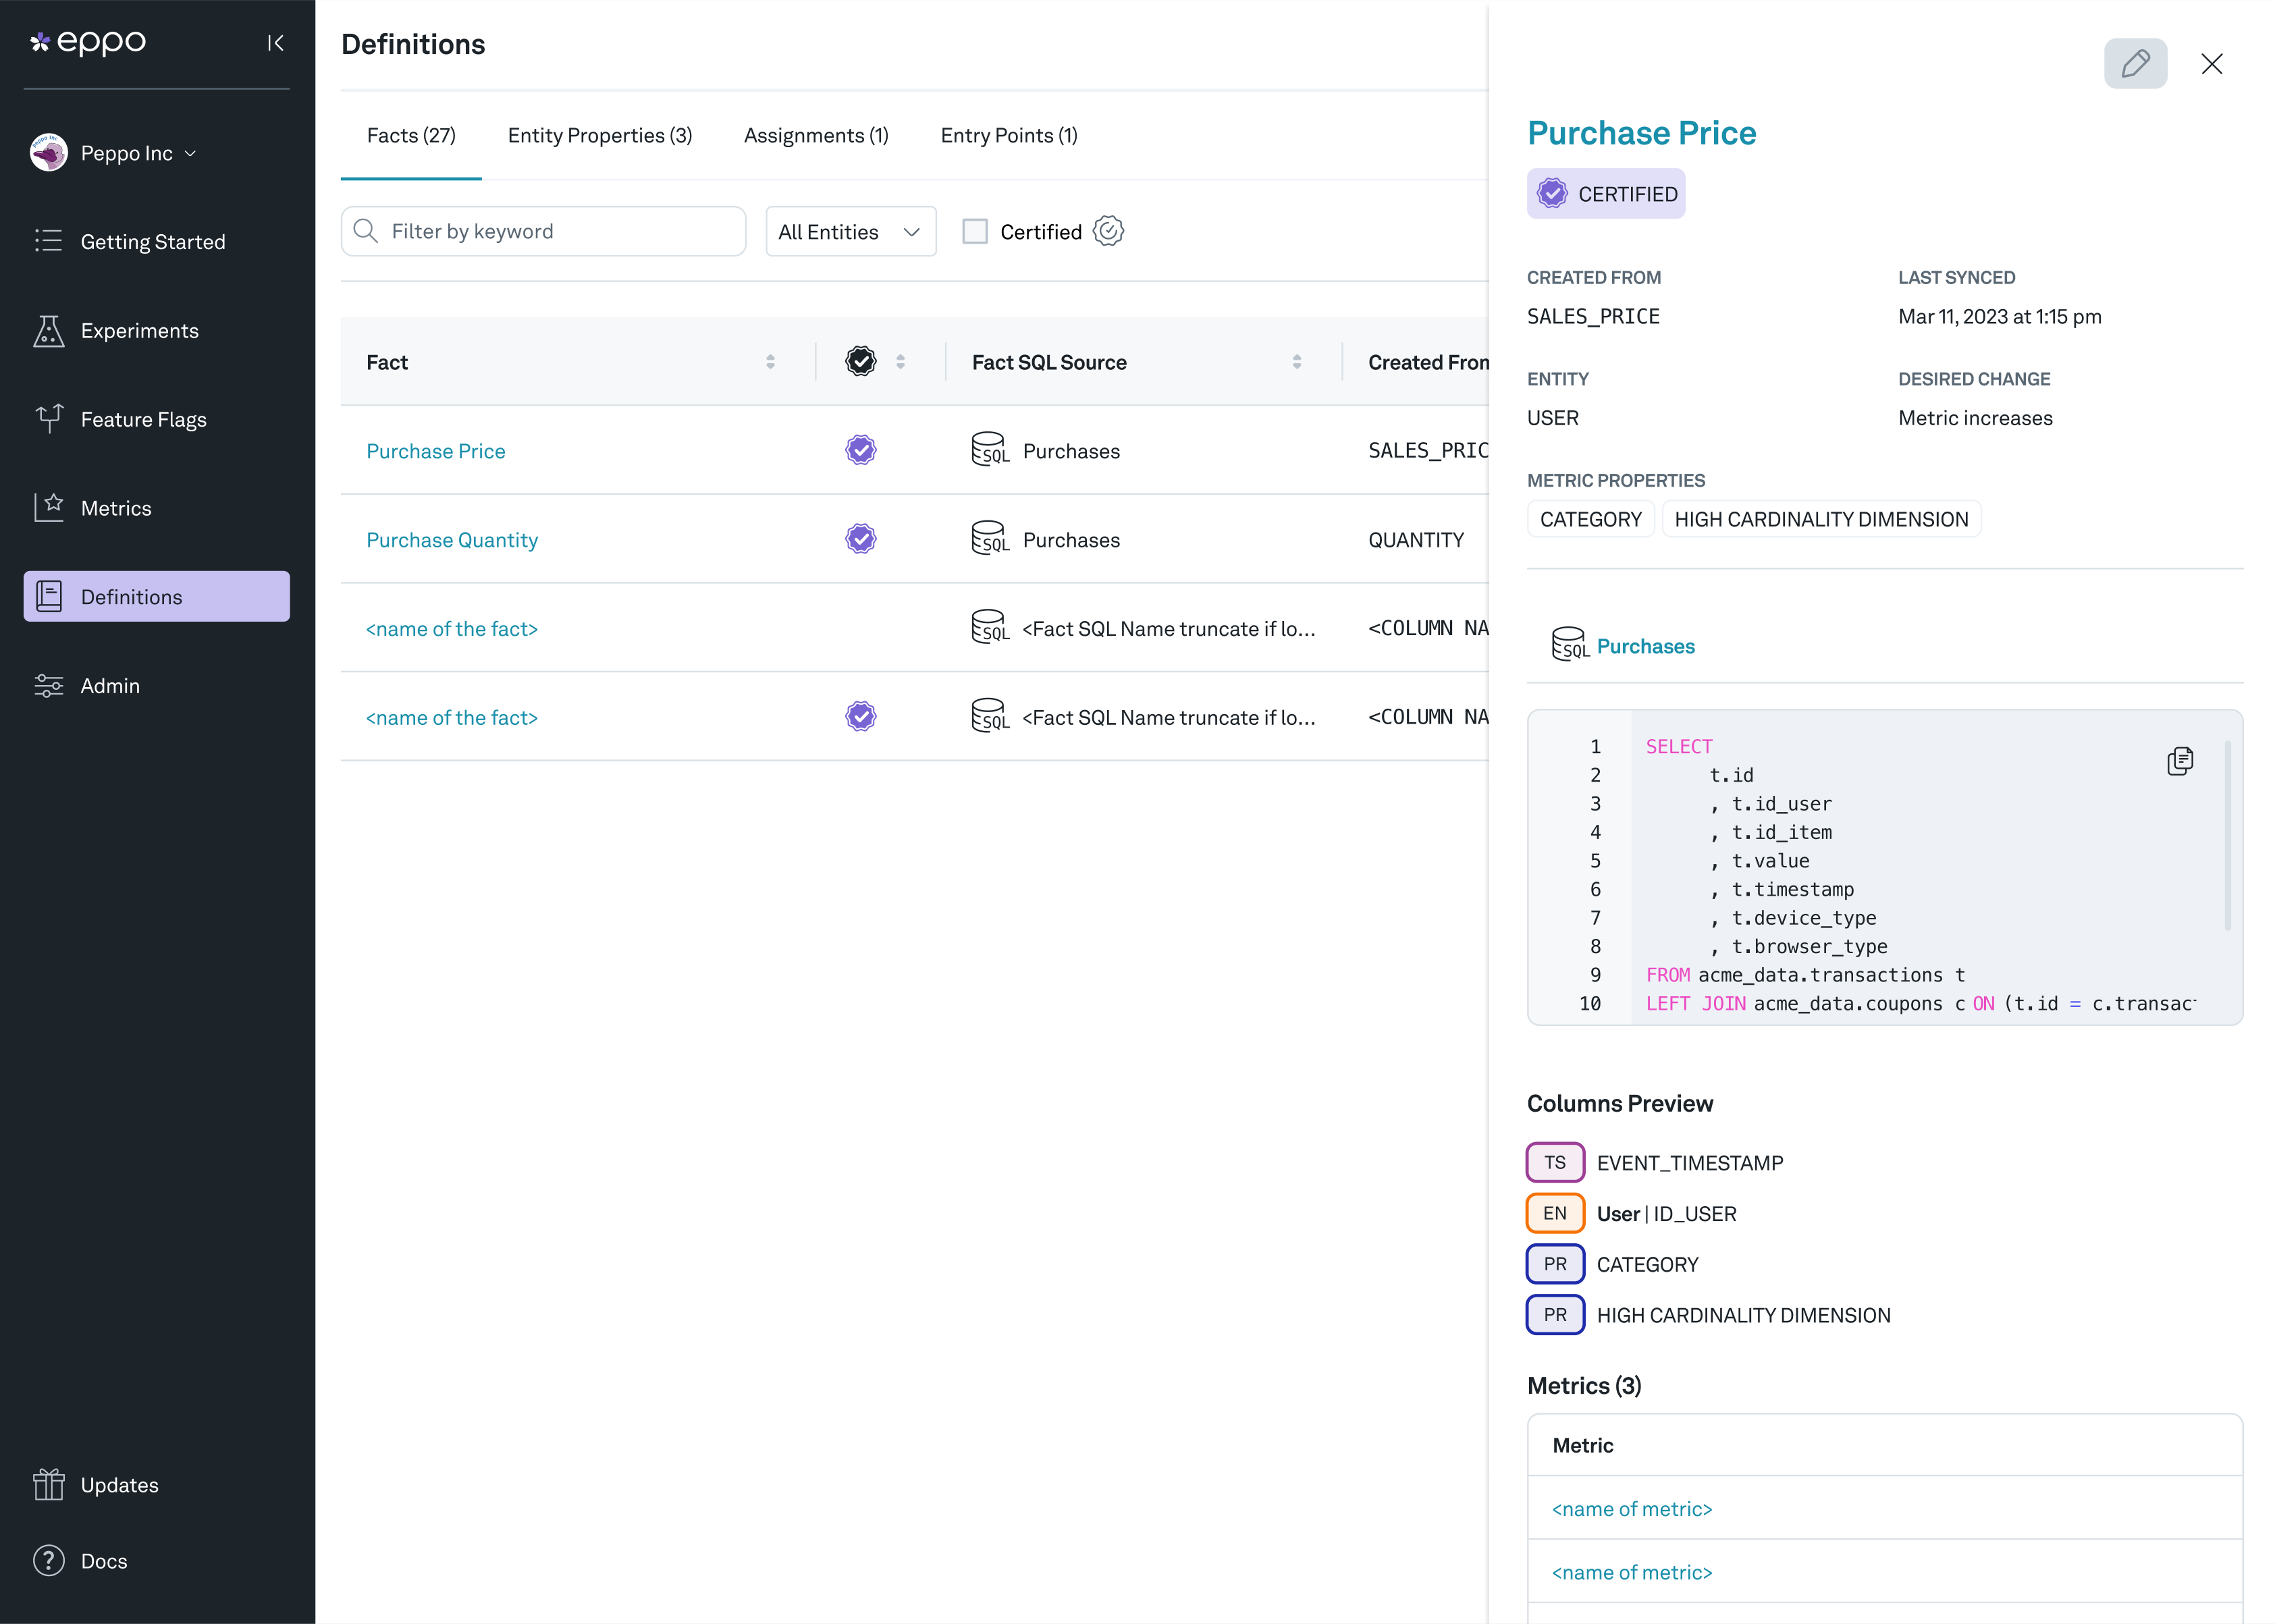 eppo
Peppo Inc
Getting Started
Experiments
Feature Flags
Metrics
Definitions
Admin
Updates
Docs
Definitions
Facts (27)
Entity Properties (3)
Assignments (1)
Entry Points (1)
Filter by keyword
All Entities
Certified
Fact
Fact SQL Source
Created From
Purchase Price
SQL
Purchases
SALES_PRIC
Purchase Quantity
SQL
Purchases
QUANTITY
<name of the fact>
SQL
<Fact SQL Name truncate if lo...
<COLUMN NA
<name of the fact>
SQL
<Fact SQL Name truncate if lo...
<COLUMN NA
Purchase Price
CERTIFIED
CREATED FROM
SALES_PRICE
LAST SYNCED
Mar 11, 2023 at 1:15 pm
ENTITY
USER
DESIRED CHANGE
Metric increases
METRIC PROPERTIES
CATEGORY
HIGH CARDINALITY DIMENSION
SQL
Purchases
1 SELECT
2 t.id
3 , t.id_user
4 , t.id_item
5 , t.value
6 , t.timestamp
7 , t.device_type
8 , t.browser_type
9 FROM acme_data.transactions t
10 LEFT JOIN acme_data.coupons c ON (t.id = c.transac
Columns Preview
TS EVENT_TIMESTAMP
EN User | ID_USER
PR CATEGORY
PR HIGH CARDINALITY DIMENSION
Metrics (3)
Metric
<name of metric>
<name of metric>